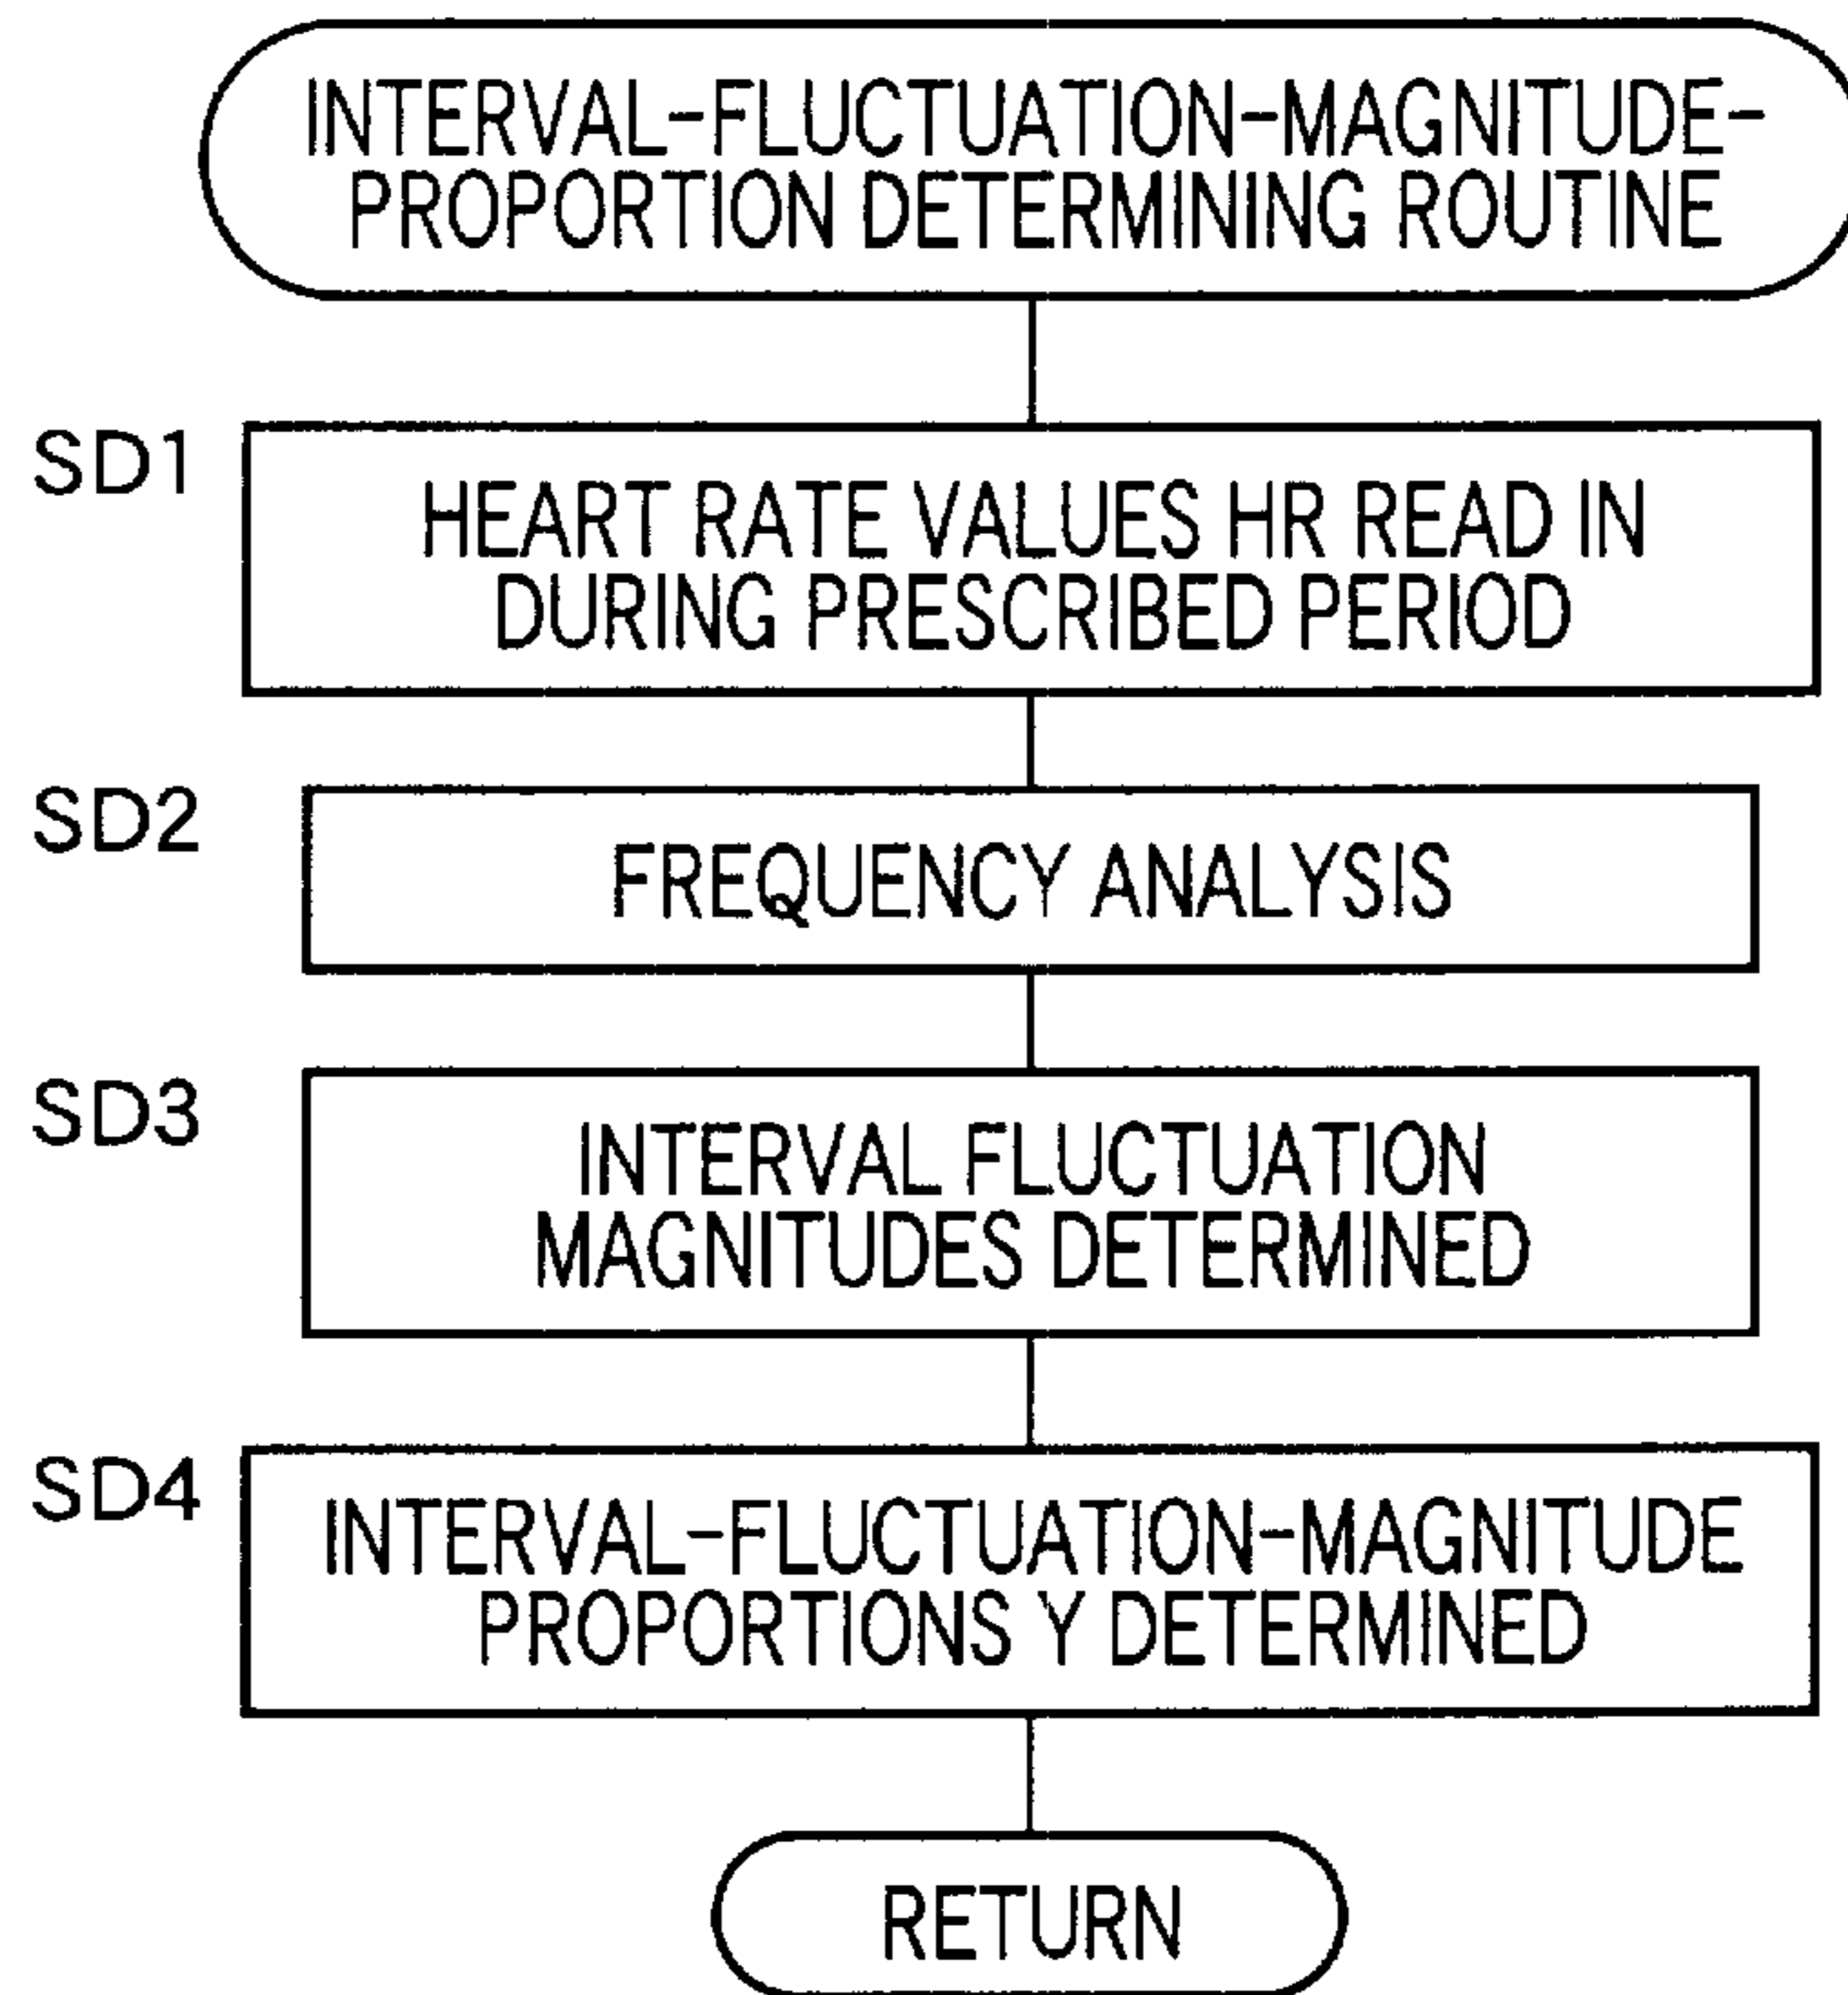 INTERVAL-FLUCTUATION-MAGNITUDE-
PROPORTION DETERMINING ROUTINE
SD1
HEART RATE VALUES HR READ IN
DURING PRESCRIBED PERIOD
SD2
FREQUENCY ANALYSIS
SD3
INTERVAL FLUCTUATION
MAGNITUDES DETERMINED
SD4
INTERVAL-FLUCTUATION-MAGNITUDE
PROPORTIONS Y DETERMINED
RETURN